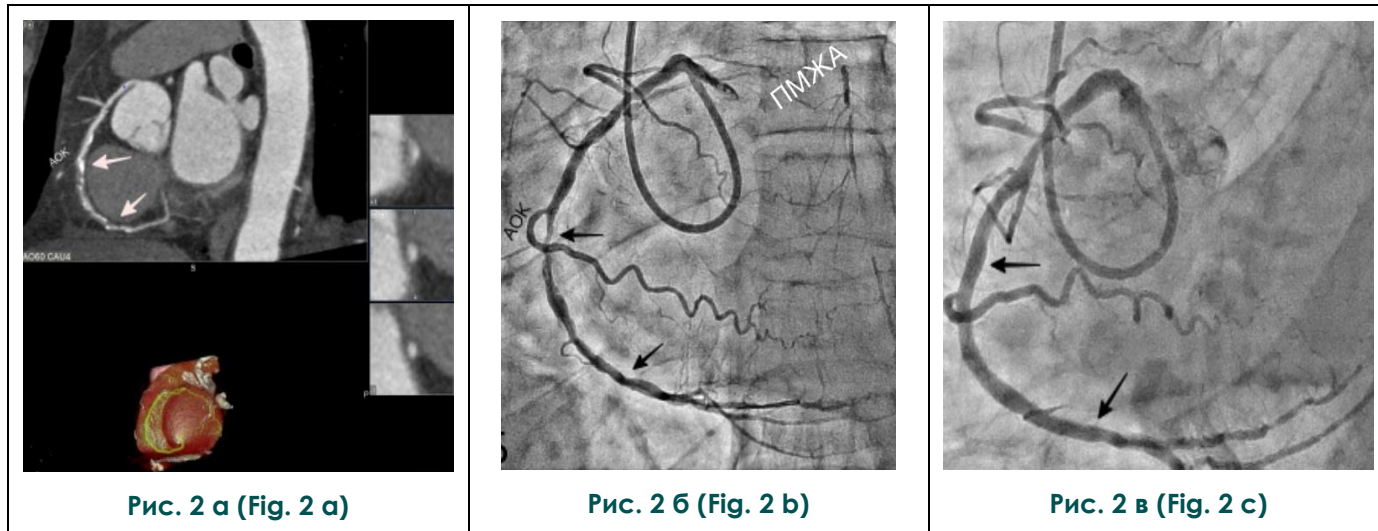 АОК
AO60 CAU4
S
Рис. 2 а (Fig. 2 a)
ПМЖА
АОК
Рис. 2 б (Fig. 2 b)
Рис. 2 в (Fig. 2 c)